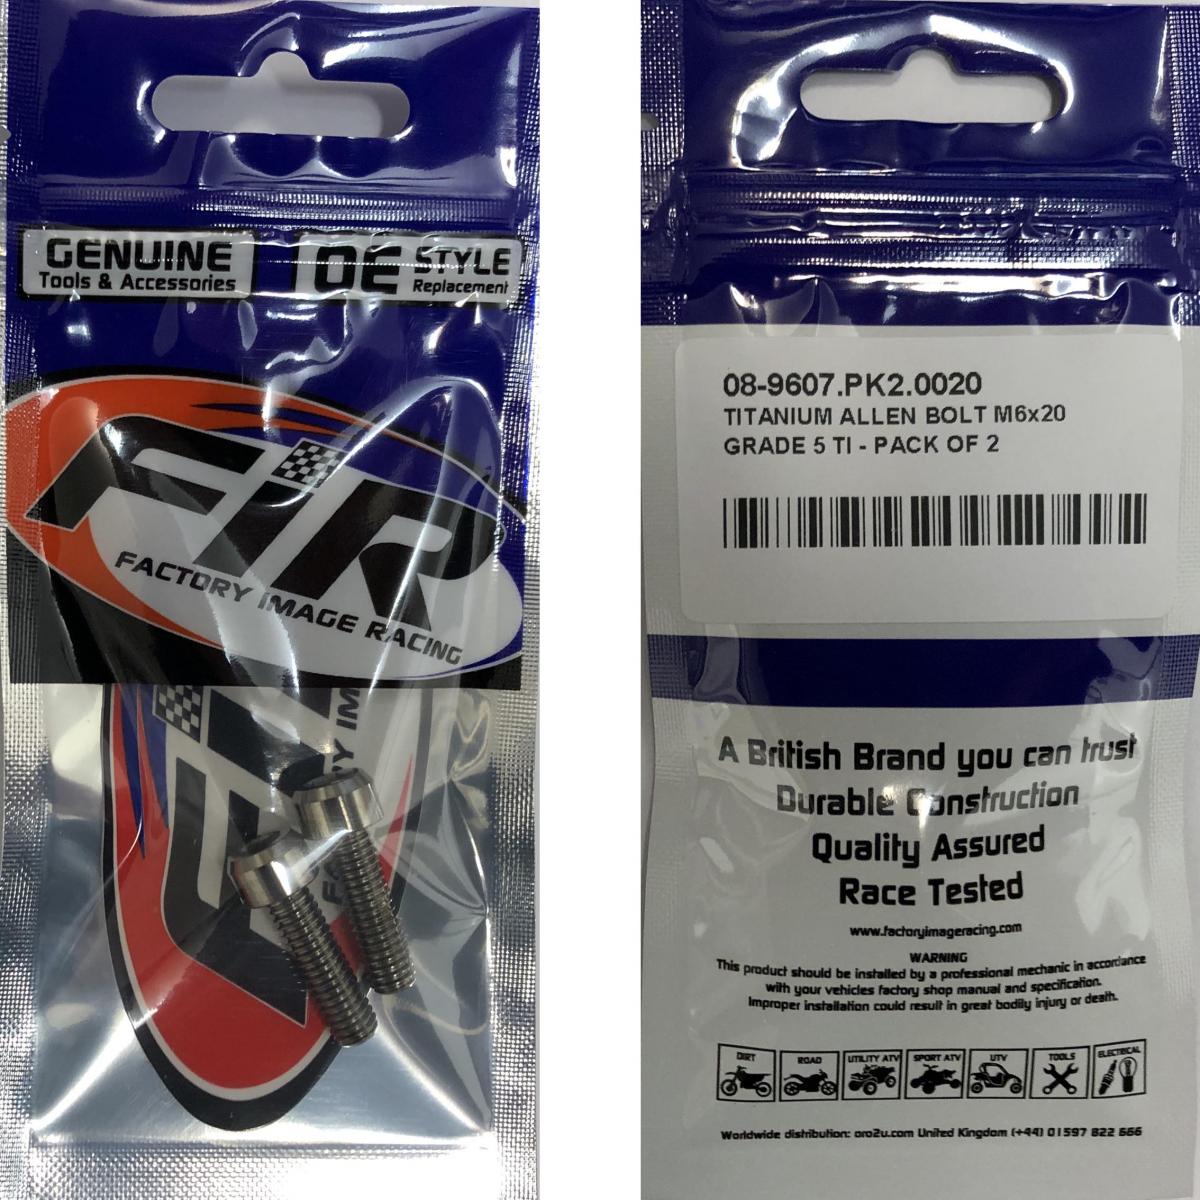 GENUINE
Tools & Accessories
OE STYLE
Replacement
FIR
FACTORY IMAGE RACING
08-9607.PK2.0020
TITANIUM ALLEN BOLT M6x20
GRADE 5 TI - PACK OF 2
A British Brand you can trust
Durable Construction
Quality Assured
Race Tested
www.factoryimageracing.com
WARNING
This product should be installed by a professional mechanic in accordance
with your vehicles factory shop manual and specification.
Improper installation could result in great bodily injury or death.
DIRT ROAD UTILITY ATV SPORT ATV UTV TOOLS ELECTRICAL
Worldwide distribution: oro2u.com United Kingdom (+44) 01597 822 666